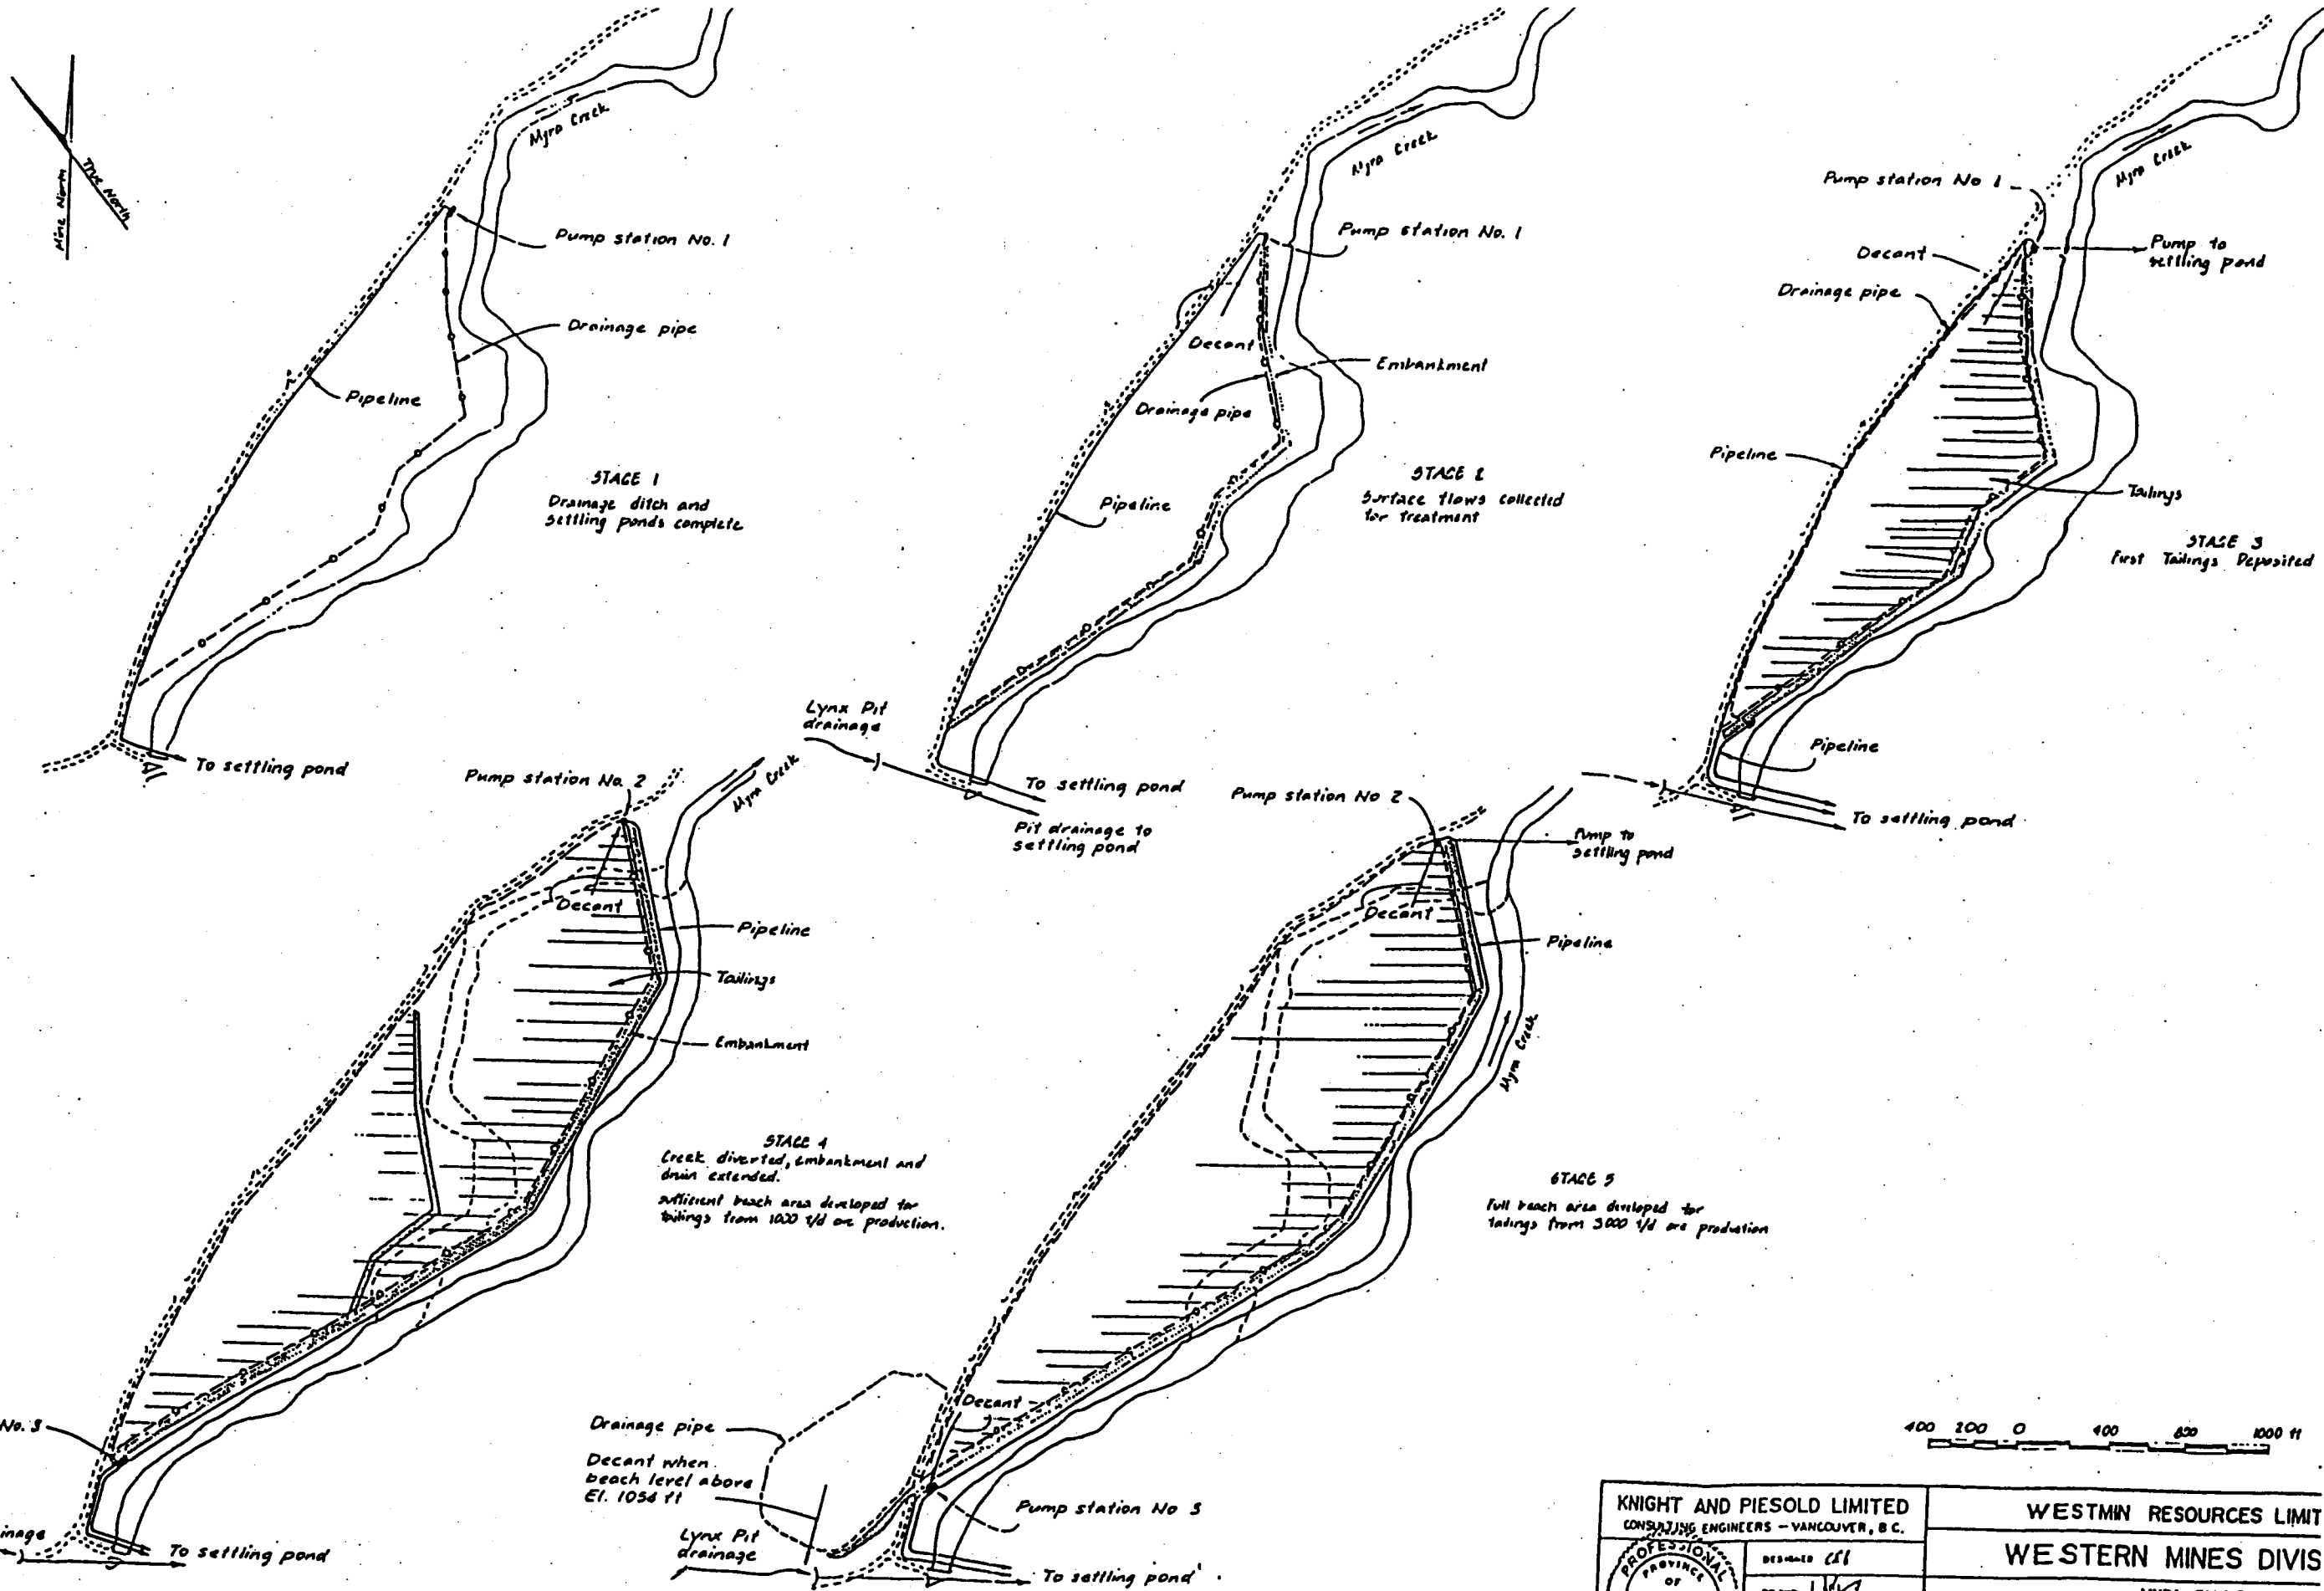 Mine North
True North
Myra Creek
Pump station No. 1
Drainage pipe
Pipeline
STAGE 1
Drainage ditch and
settling ponds complete
To settling pond
Myra Creek
Pump station No. 1
Decant
Embankment
Drainage pipe
Pipeline
STAGE 2
Surface flows collected
for treatment
Lynx Pit
drainage
To settling pond
Pit drainage to
settling pond
Myra Creek
Pump station No 1
Decant
Pump to
settling pond
Drainage pipe
Pipeline
Tailings
STAGE 3
First Tailings Deposited
Pipeline
To settling pond
Pump station No. 2
Myra Creek
Decant
Pipeline
Tailings
Embankment
STAGE 4
Creek diverted, embankment and
drain extended.
sufficient beach area developed for
tailings from 1000 t/d ore production.
No. 3
inage
To settling pond
Pump station No 2
Pump to
settling pond
Decant
Pipeline
Myra Creek
STAGE 5
Full beach area developed for
tailings from 3000 t/d ore production
Decant
Drainage pipe
Decant when
beach level above
El. 1054 ft
Pump station No 3
Lynx Pit
drainage
To settling pond
400 200 0 400 800 1000 ft
KNIGHT AND PIESOLD LIMITED
CONSULTING ENGINEERS - VANCOUVER, B.C.
WESTMIN RESOURCES LIMIT
WESTERN MINES DIVIS
PROFESSIONAL
PROVINCE
OF
DESIGNED